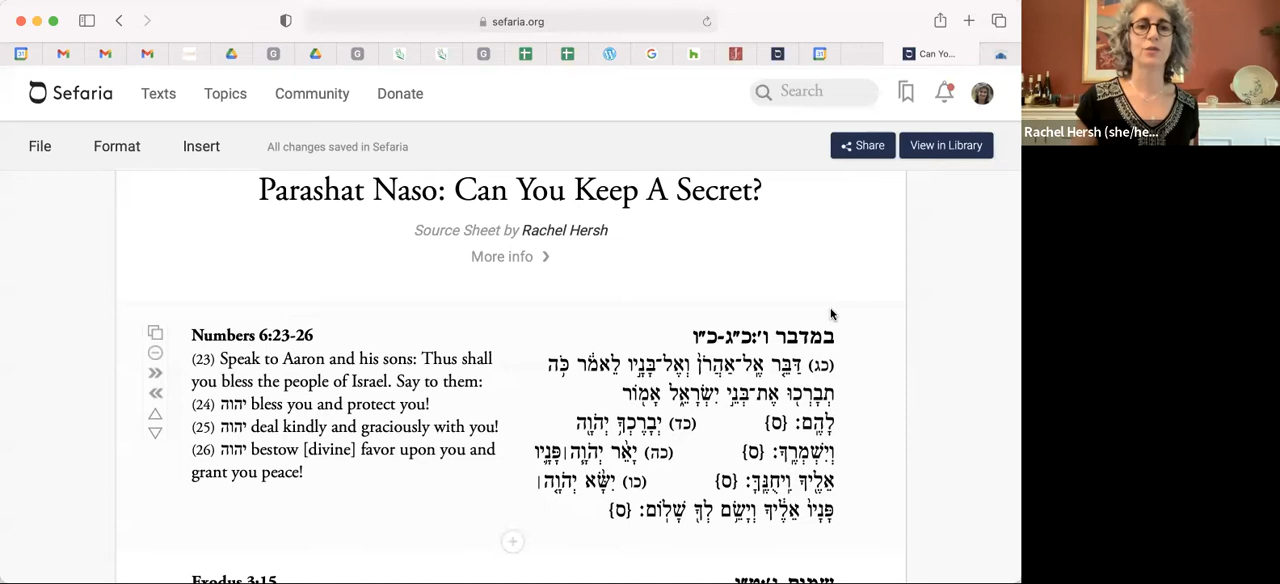 sefaria.org
Can Yo...
Sefaria
Texts
Topics
Community
Donate
Search
File
Format
Insert
All changes saved in Sefaria
Share
View in Library
Rachel Hersh (she/he...
Parashat Naso: Can You Keep A Secret?
Source Sheet by Rachel Hersh
More info
Numbers 6:23-26
(23) Speak to Aaron and his sons: Thus shall
you bless the people of Israel. Say to them:
(24) יהוה bless you and protect you!
(25) יהוה deal kindly and graciously with you!
(26) יהוה bestow [divine] favor upon you and
grant you peace!
במדבר ו׳:כ״ג-כ״ו
(כג) דַּבֵּ֤ר אֶֽל־אַהֲרֹן֙ וְאֶל־בָּנָ֣יו לֵאמֹ֔ר כֹּ֥ה
תְבָרְכ֖וּ אֶת־בְּנֵ֣י יִשְׂרָאֵ֑ל אָמ֖וֹר
לָהֶֽם׃ {ס} (כד) יְבָרֶכְךָ֥ יְהֹוָ֖ה
וְיִשְׁמְרֶֽךָ׃ {ס} (כה) יָאֵ֨ר יְהֹוָ֧ה ׀ פָּנָ֛יו
אֵלֶ֖יךָ וִֽיחֻנֶּֽךָּ׃ {ס} (כו) יִשָּׂ֨א יְהֹוָ֤ה ׀
פָּנָיו֙ אֵלֶ֔יךָ וְיָשֵׂ֥ם לְךָ֖ שָׁלֽוֹם׃ {ס}
Exodus 3:15